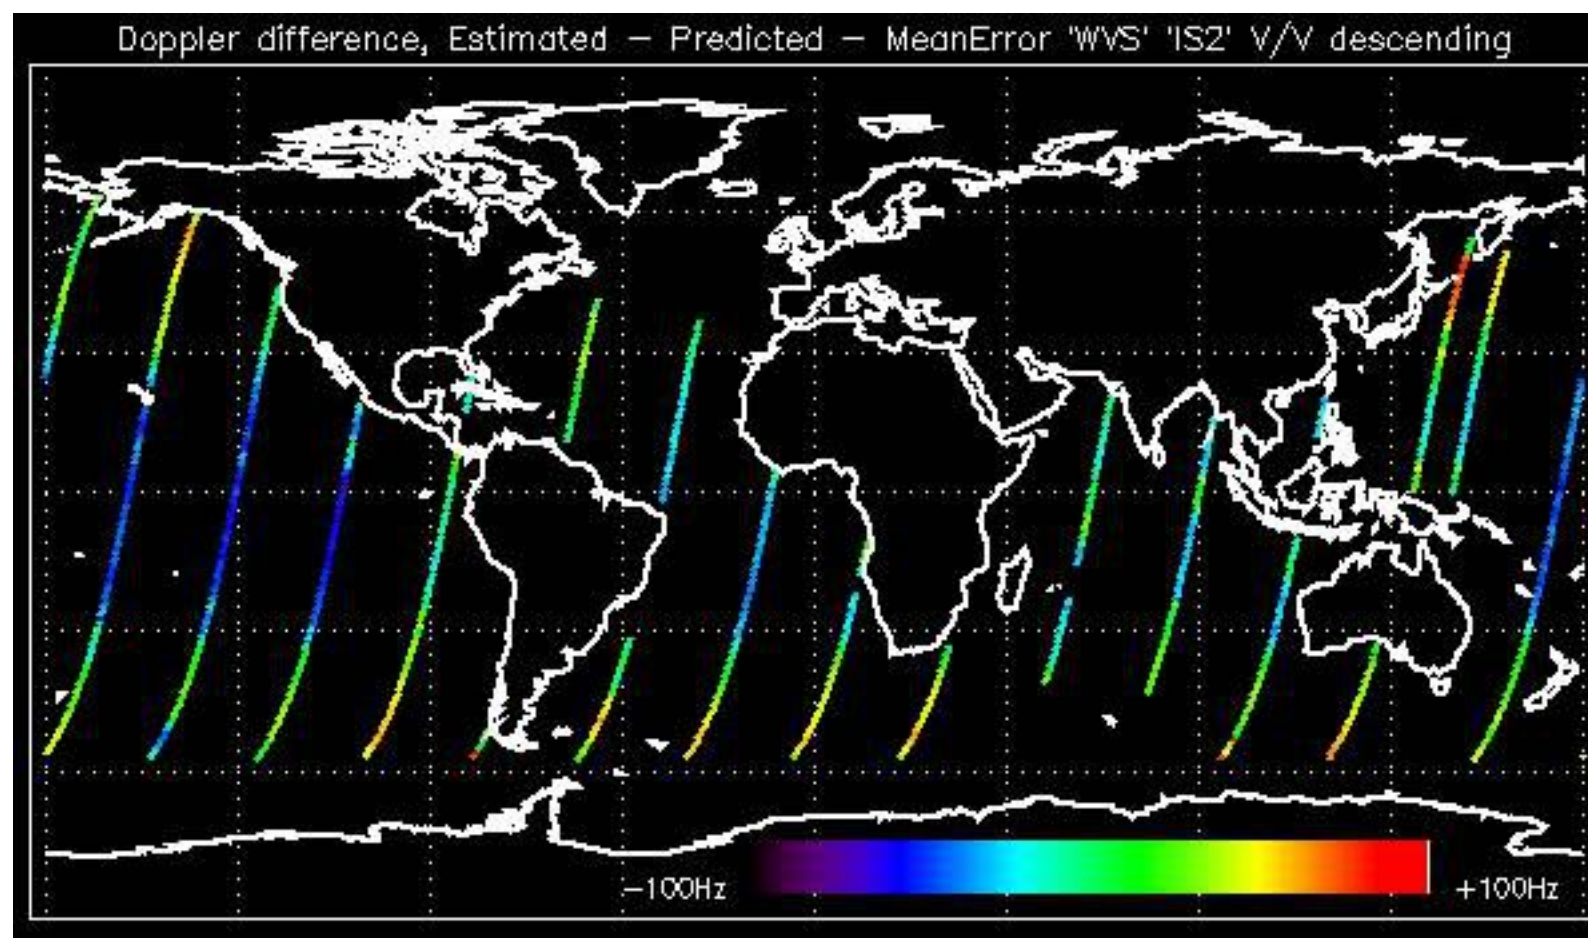 Doppler difference, Estimated – Predicted – MeanError 'WVS' 'IS2' V/V descending
–100Hz +100Hz